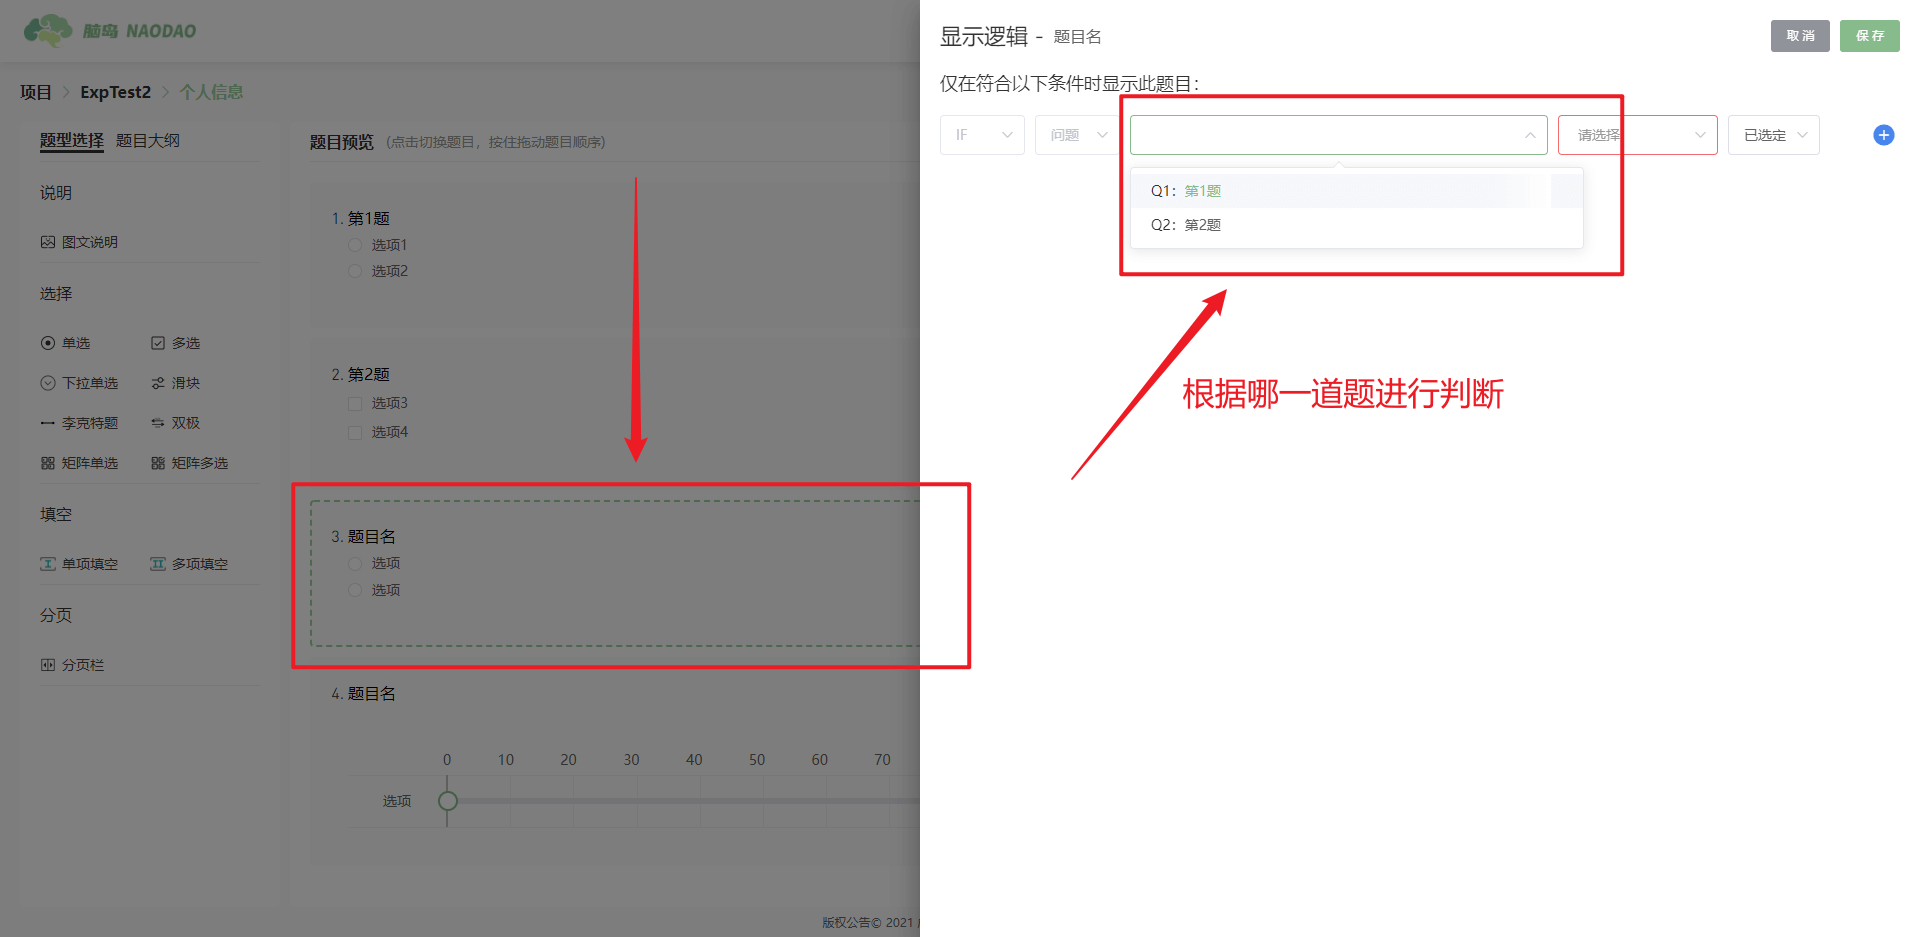 脑岛 NAODAO
项目 > ExpTest2 > 个人信息
题型选择 题目大纲
说明
图文说明
选择
单选 多选
下拉单选 滑块
李克特题 双极
矩阵单选 矩阵多选
填空
单项填空 多项填空
分页
分页栏
题目预览 (点击切换题目，按住拖动题目顺序)
1. 第1题
选项1
选项2
2. 第2题
选项3
选项4
3. 题目名
选项
选项
4. 题目名
0 10 20 30 40 50 60 70
选项
版权公告© 2021
显示逻辑 - 题目名
取消 保存
仅在符合以下条件时显示此题目：
IF 问题 请选择 已选定
Q1：第1题
Q2：第2题
根据哪一道题进行判断